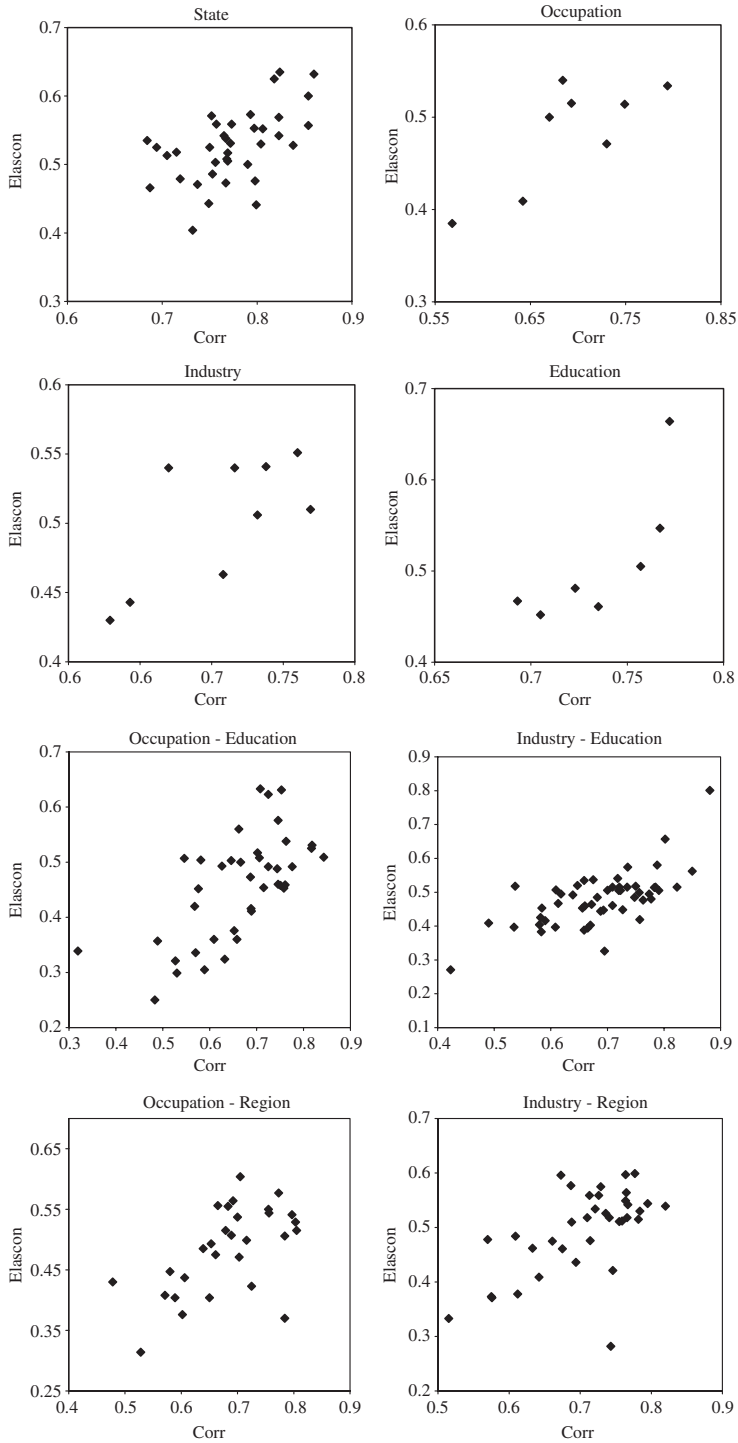 State
Occupation
0.7
0.6
0.5
0.4
0.3
Elascon
0.6 0.7 0.8 0.9
Corr
0.6
0.5
0.4
0.3
Elascon
0.55 0.65 0.75 0.85
Corr
Industry
Education
0.6
0.55
0.5
0.45
0.4
Elascon
0.6 0.6 0.7 0.7 0.8
Corr
0.7
0.6
0.5
0.4
Elascon
0.65 0.7 0.75 0.8
Corr
Occupation - Education
Industry - Education
0.7
0.6
0.5
0.4
0.3
0.2
Elascon
0.3 0.4 0.5 0.6 0.7 0.8 0.9
Corr
0.9
0.8
0.7
0.6
0.5
0.4
0.3
0.2
0.1
Elascon
0.4 0.5 0.6 0.7 0.8 0.9
Corr
Occupation - Region
Industry - Region
0.65
0.55
0.45
0.35
0.25
Elascon
0.4 0.5 0.6 0.7 0.8 0.9
Corr
0.7
0.6
0.5
0.4
0.3
0.2
Elascon
0.5 0.6 0.7 0.8 0.9
Corr